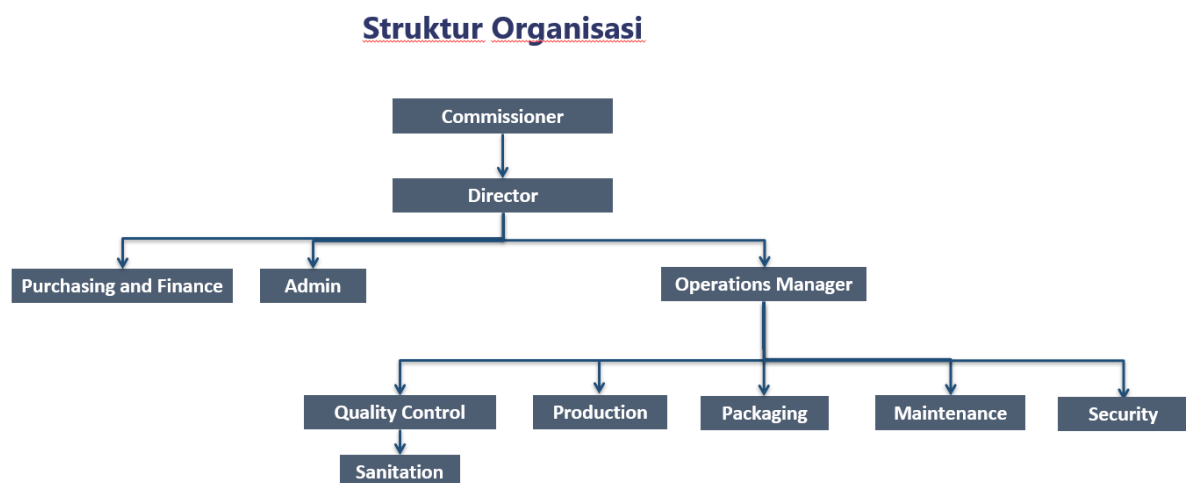 Struktur Organisasi
Commissioner
Director
Purchasing and Finance
Admin
Operations Manager
Quality Control
Production
Packaging
Maintenance
Security
Sanitation